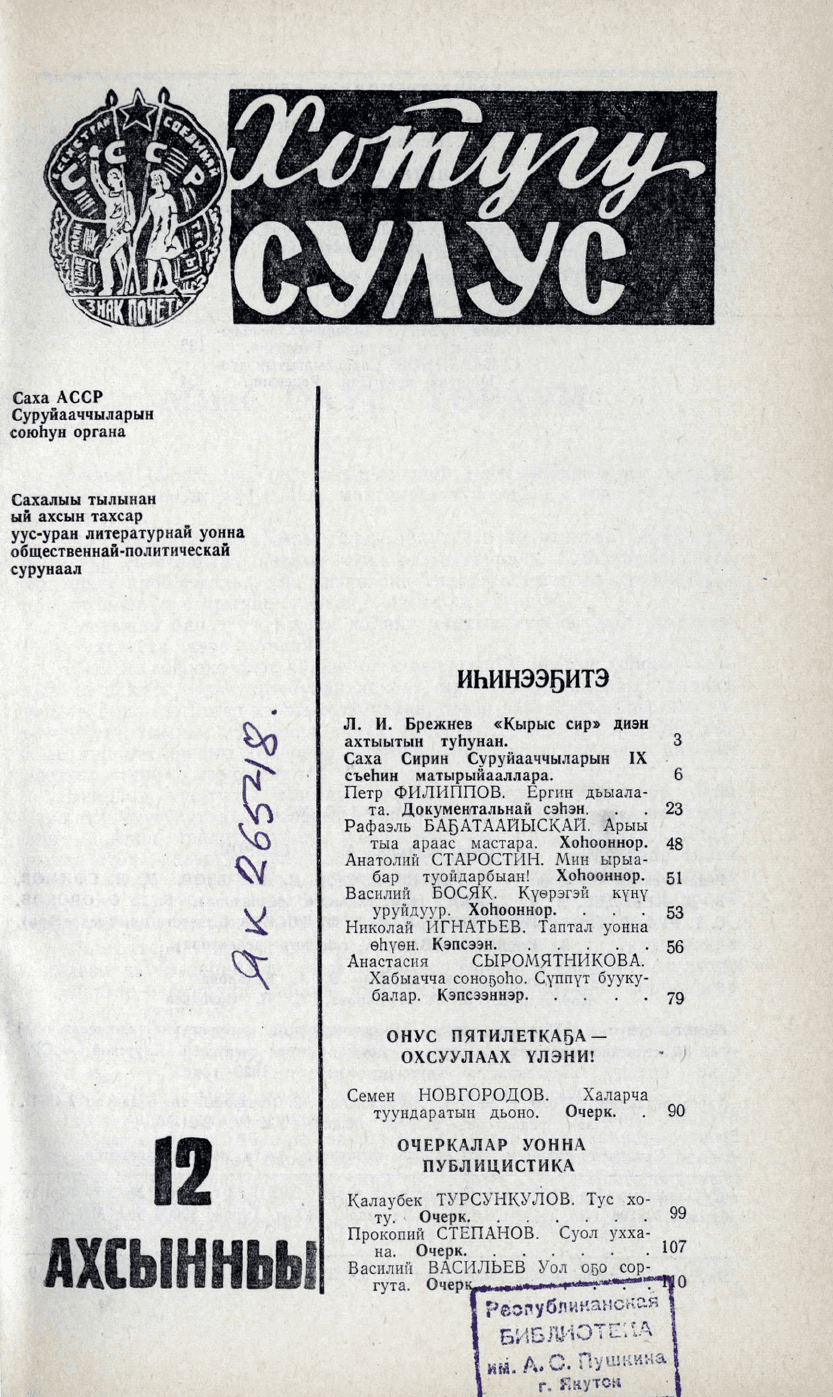 СССР
ЗНАК ПОЧЕТА
Хотугу
СУЛУС
Саха АССР
Суруйааччыларын
союһун органа
Сахалыы тылынан
ый ахсын тахсар
уус-уран литературнай уонна
общественнай-политическай
сурунаал
ИҺИНЭЭҔИТЭ
Л. И. Брежнев «Кырыс сир» диэн
ахтыытын туһунан. 3
Саха Сирин Суруйааччыларын IX
съеһин матырыйааллара. 6
Петр ФИЛИППОВ. Ергин дьыала-
та. Документальнай сэһэн. . . 23
Рафаэль БАҔАТААЙЫСКАЙ. Арыы
тыа араас мастара. Хоһооннор. 48
Анатолий СТАРОСТИН. Мин ырыа-
бар туойдарбыан! Хоһооннор. 51
Василий БОСЯК. Күөрэгэй күнү
уруйдуур. Хоһооннор. . . . 53
Николай ИГНАТЬЕВ. Таптал уонна
өһүөн. Кэпсээн. . . . . . 56
Анастасия СЫРОМЯТНИКОВА.
Хабыачча соноҕоһо. Сүппүт бууку-
балар. Кэпсээннэр. . . . . 79
ОНУС ПЯТИЛЕТКАҔА —
ОХСУУЛААХ ҮЛЭНИ!
Семен НОВГОРОДОВ. Халарча
туундаратын дьоно. Очерк. . 90
ОЧЕРКАЛАР УОННА
ПУБЛИЦИСТИКА
Калаубек ТУРСУНКУЛОВ. Тус хо-
ту. Очерк. . . . . . . 99
Прокопий СТЕПАНОВ. Суол ухха-
на. Очерк. . . . . . . 107
Василий ВАСИЛЬЕВ Уол оҕо сор-
гута. Очерк. . . . . . 110
Я К 26548.
12
АХСЫННЬЫ
Республиканская
БИБЛИОТЕКА
им. А. С. Пушкина
г. Якутск